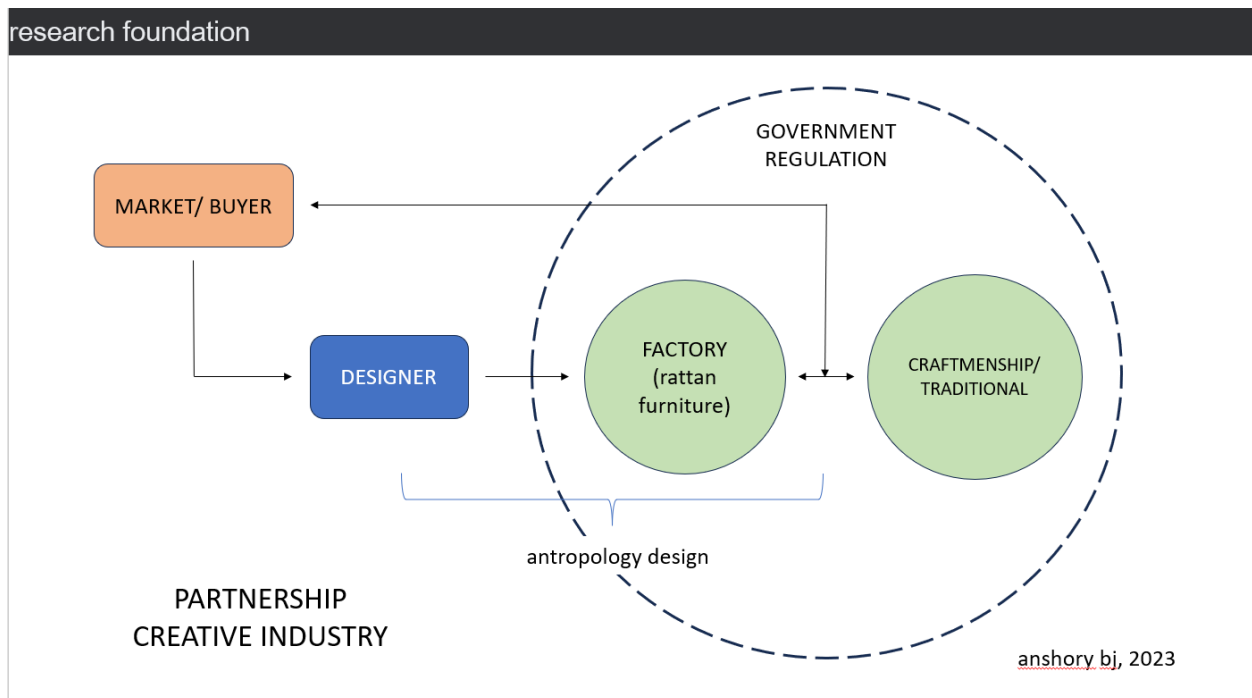 research foundation
GOVERNMENT
REGULATION
MARKET/ BUYER
DESIGNER
FACTORY
(rattan
furniture)
CRAFTMENSHIP/
TRADITIONAL
antropology design
PARTNERSHIP
CREATIVE INDUSTRY
anshory bj, 2023